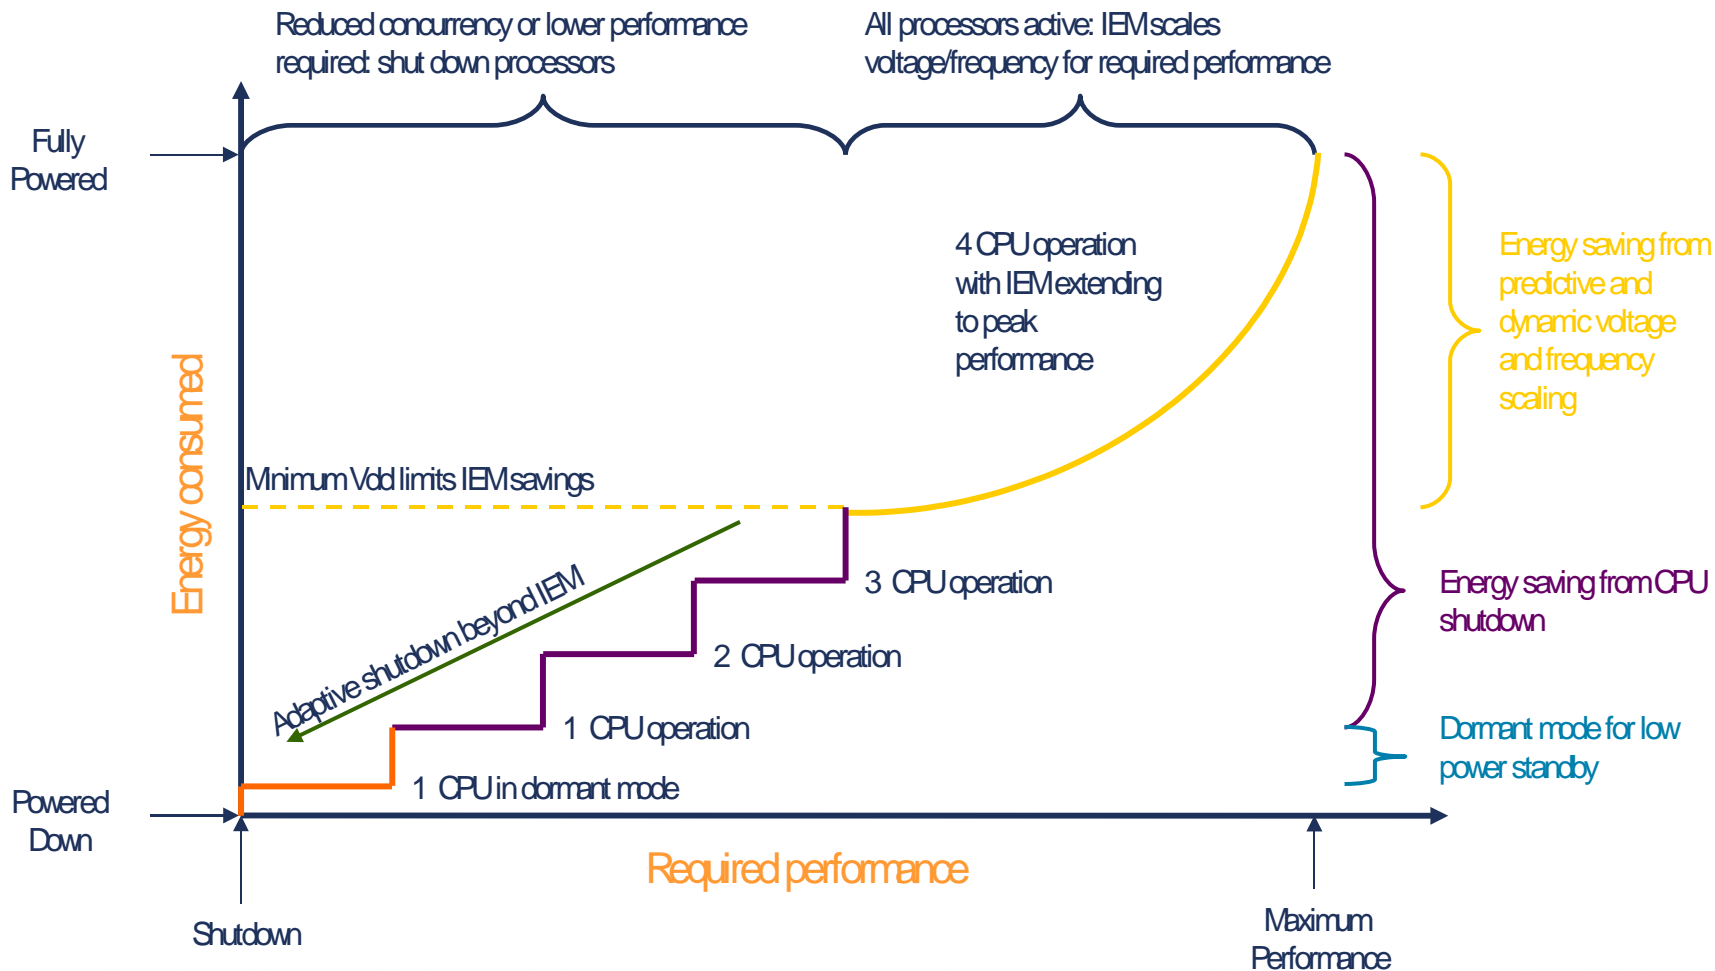 Reduced concurrency or lower performance
required: shut down processors
All processors active: IEM scales
voltage/frequency for required performance
Fully
Powered
4 CPU operation
with IEM extending
to peak
performance
Energy saving from
predictive and
dynamic voltage
and frequency
scaling
Energy consumed
Minimum Vdd limits IEM savings
Adaptive shutdown beyond IEM
3 CPU operation
Energy saving from CPU
shutdown
2 CPU operation
1 CPU operation
Dormant mode for low
power standby
1 CPU in dormant mode
Powered
Down
Required performance
Shutdown
Maximum
Performance